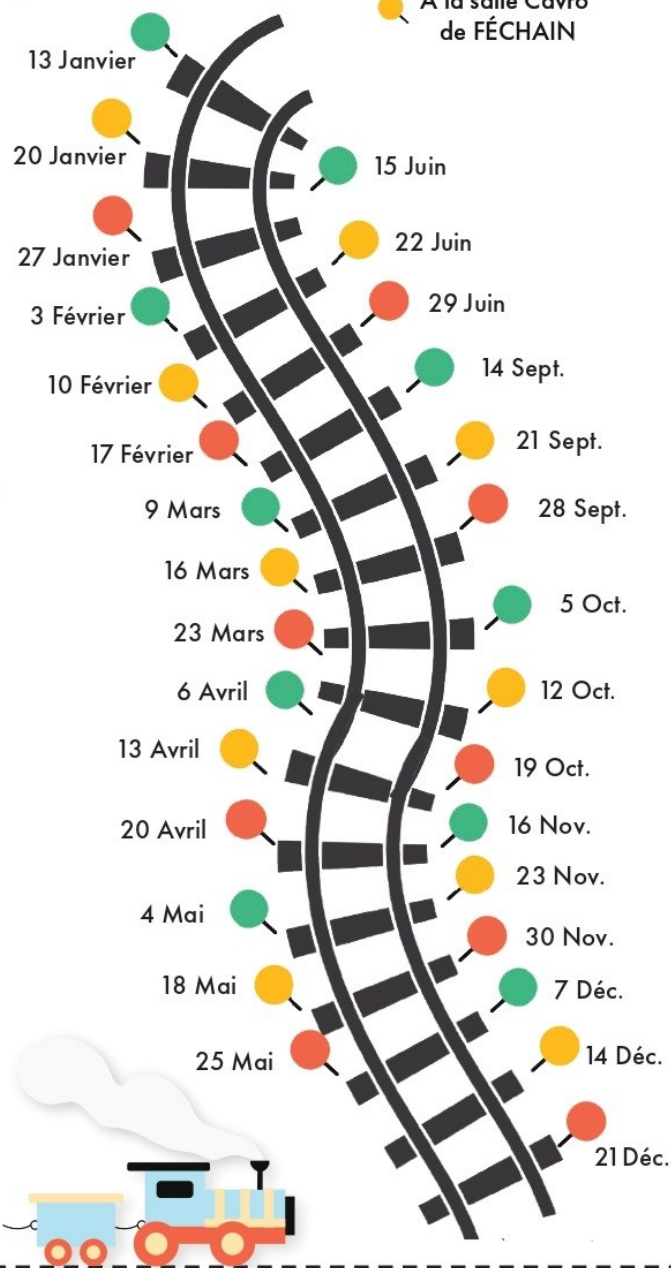 À la salle Cavro
de FÉCHAIN
13 Janvier
20 Janvier
27 Janvier
3 Février
10 Février
17 Février
9 Mars
16 Mars
23 Mars
6 Avril
13 Avril
20 Avril
4 Mai
18 Mai
25 Mai
15 Juin
22 Juin
29 Juin
14 Sept.
21 Sept.
28 Sept.
5 Oct.
12 Oct.
19 Oct.
16 Nov.
23 Nov.
30 Nov.
7 Déc.
14 Déc.
21 Déc.